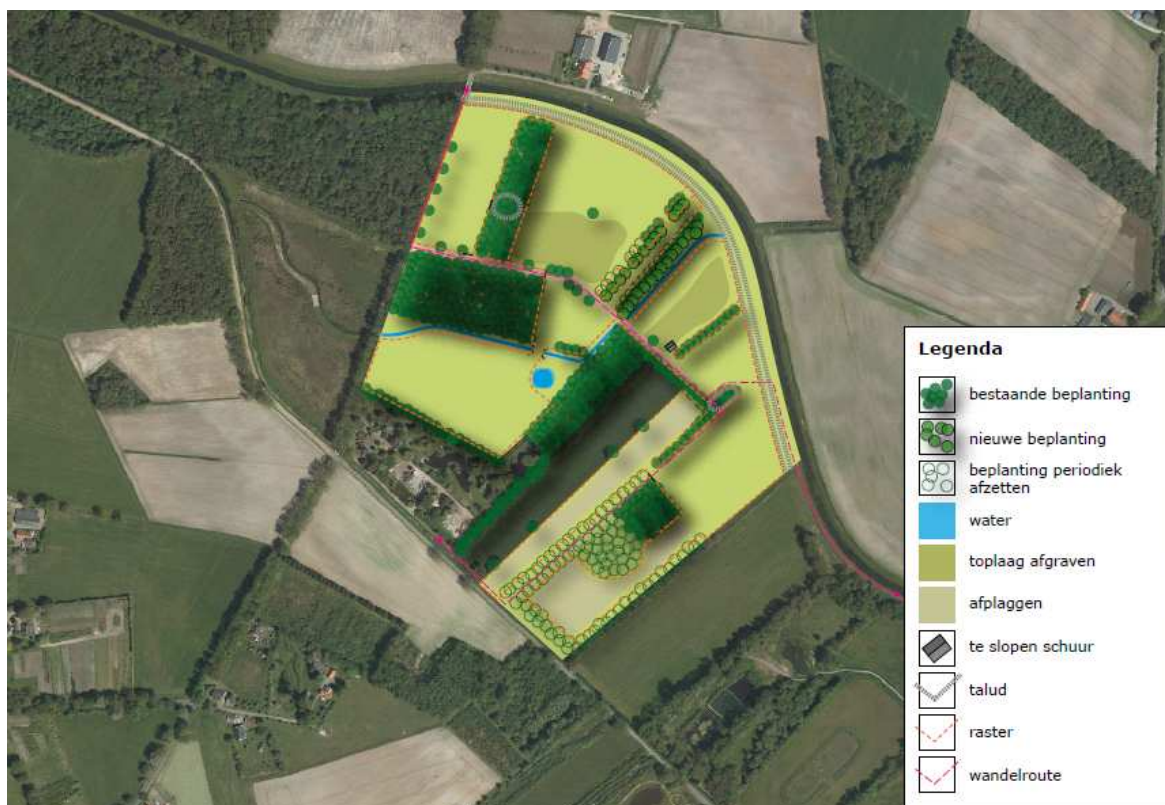 Legenda
bestaande beplanting
nieuwe beplanting
beplanting periodiek
afzetten
water
toplaag afgraven
afplaggen
te slopen schuur
talud
raster
wandelroute